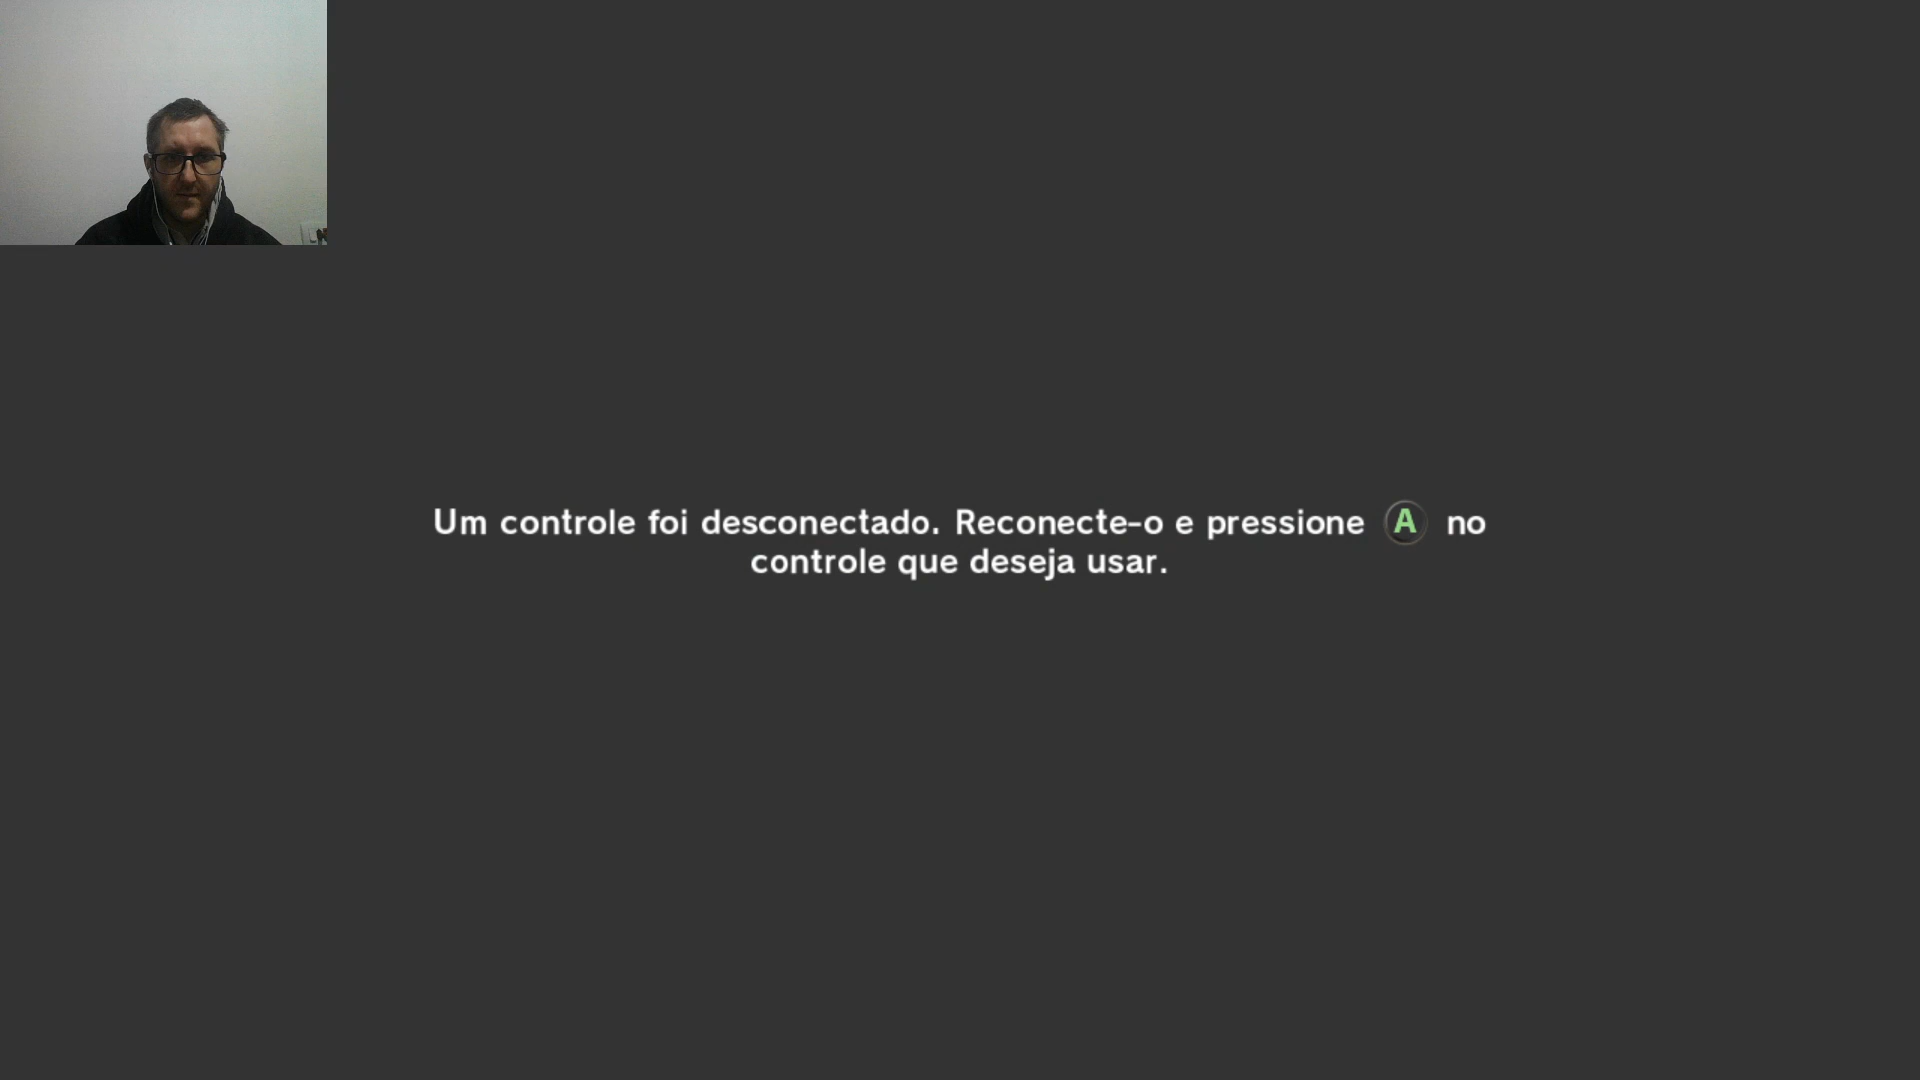 Um controle foi desconectado. Reconecte-o e pressione A no
controle que deseja usar.